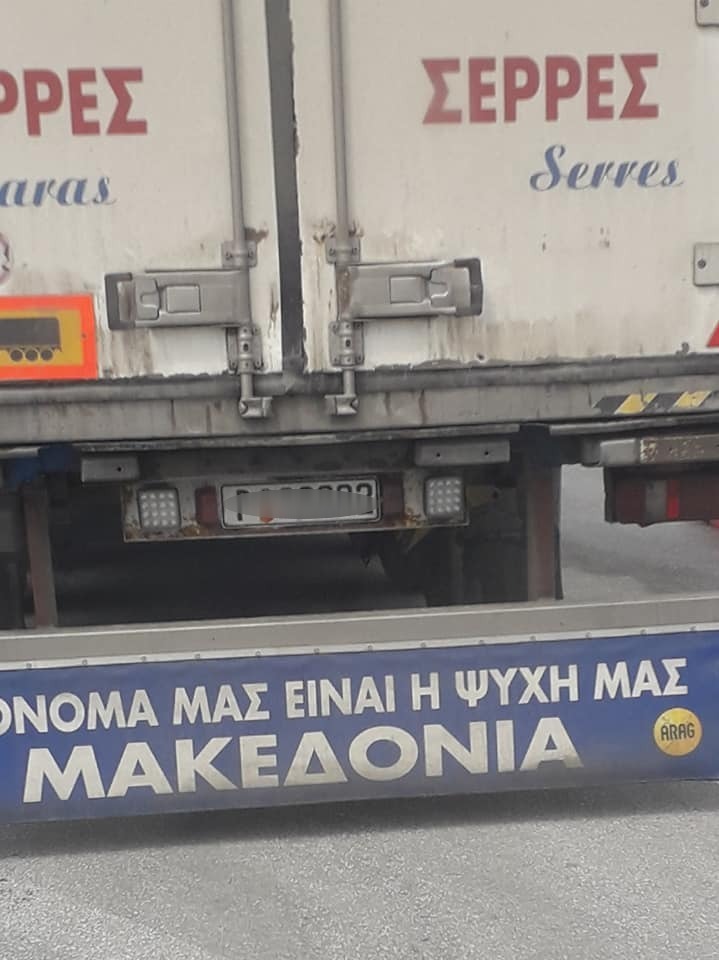 ΡΡΕΣ ΣΕΡΡΕΣ
aras Serres
ΟΝΟΜΑ ΜΑΣ ΕΙΝΑΙ Η ΨΥΧΗ ΜΑΣ
ΜΑΚΕΔΟΝΙΑ
ARAG